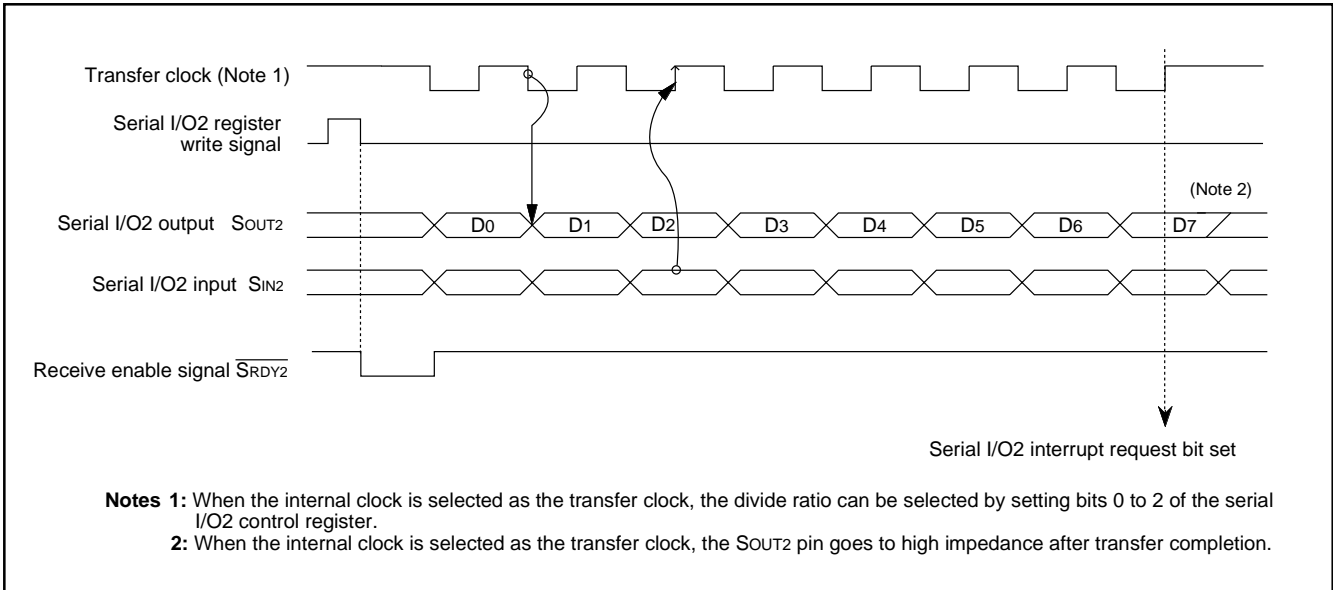 Transfer clock (Note 1)
Serial I/O2 register
write signal
(Note 2)
Serial I/O2 output SOUT2
D0 D1 D2 D3 D4 D5 D6 D7
Serial I/O2 input SIN2
Receive enable signal SRDY2
Serial I/O2 interrupt request bit set
Notes 1: When the internal clock is selected as the transfer clock, the divide ratio can be selected by setting bits 0 to 2 of the serial
I/O2 control register.
2: When the internal clock is selected as the transfer clock, the SOUT2 pin goes to high impedance after transfer completion.